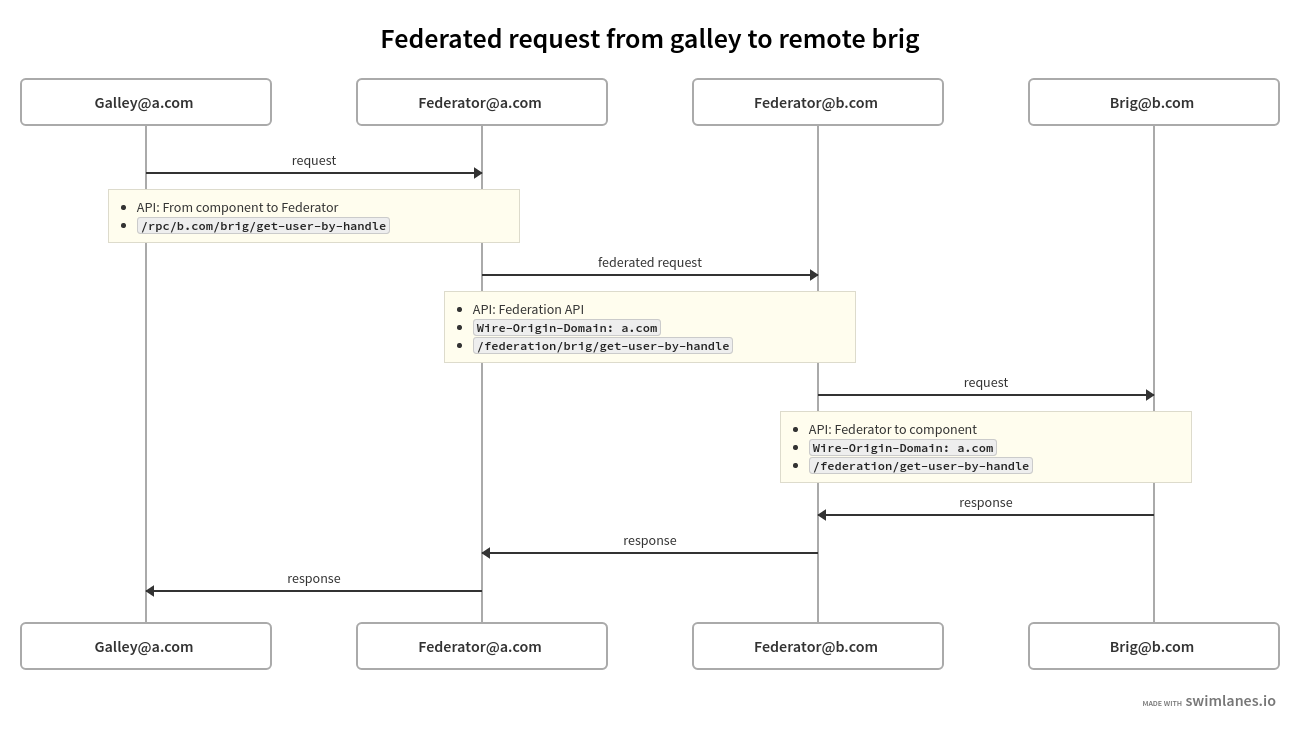 Federated request from galley to remote brig
Galley@a.com
Federator@a.com
Federator@b.com
Brig@b.com
request
API: From component to Federator
/rpc/b.com/brig/get-user-by-handle
federated request
API: Federation API
Wire-Origin-Domain: a.com
/federation/brig/get-user-by-handle
request
API: Federator to component
Wire-Origin-Domain: a.com
/federation/get-user-by-handle
response
response
response
Galley@a.com
Federator@a.com
Federator@b.com
Brig@b.com
MADE WITH swimlanes.io